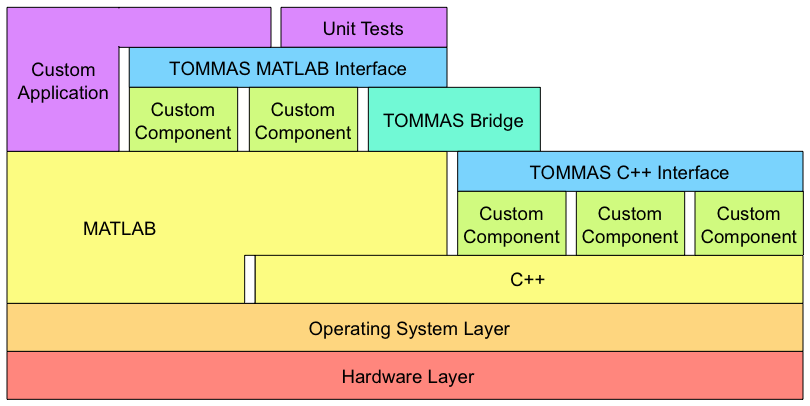 Unit Tests
Custom
Application
TOMMAS MATLAB Interface
Custom
Component
Custom
Component
TOMMAS Bridge
TOMMAS C++ Interface
MATLAB
Custom
Component
Custom
Component
Custom
Component
C++
Operating System Layer
Hardware Layer